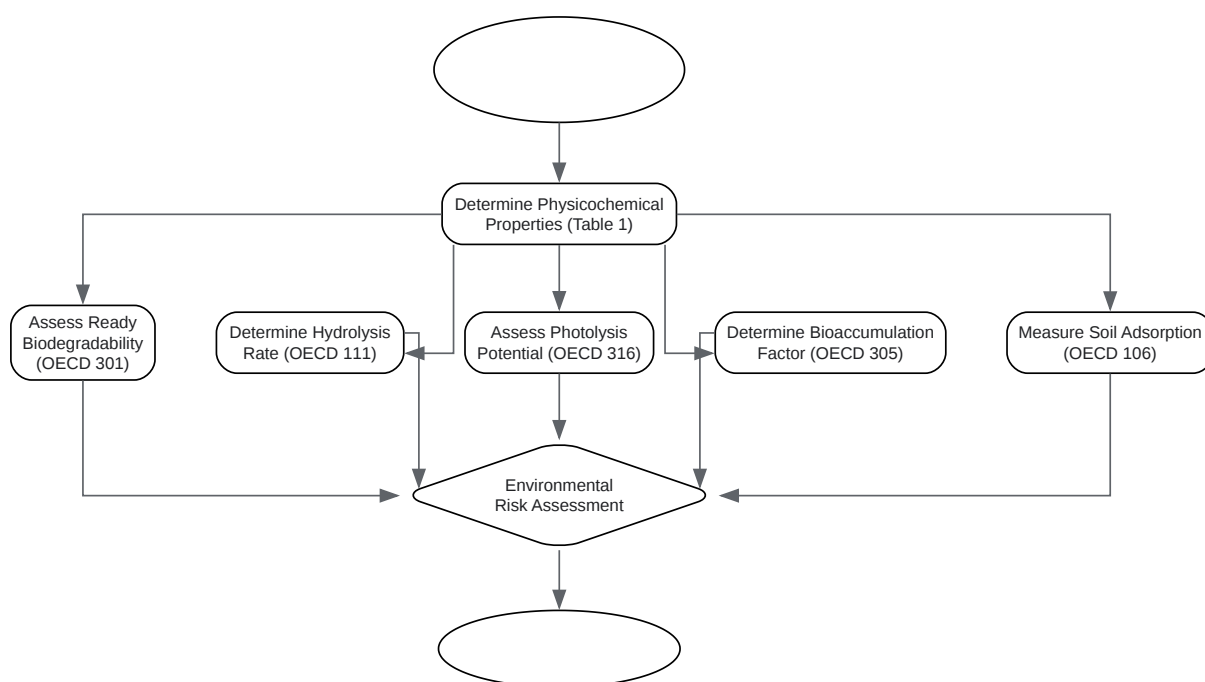 Determine Physicochemical
Properties (Table 1)
Assess Ready
Biodegradability
(OECD 301)
Determine Hydrolysis
Rate (OECD 111)
Assess Photolysis
Potential (OECD 316)
Determine Bioaccumulation
Factor (OECD 305)
Measure Soil Adsorption
(OECD 106)
Environmental
Risk Assessment